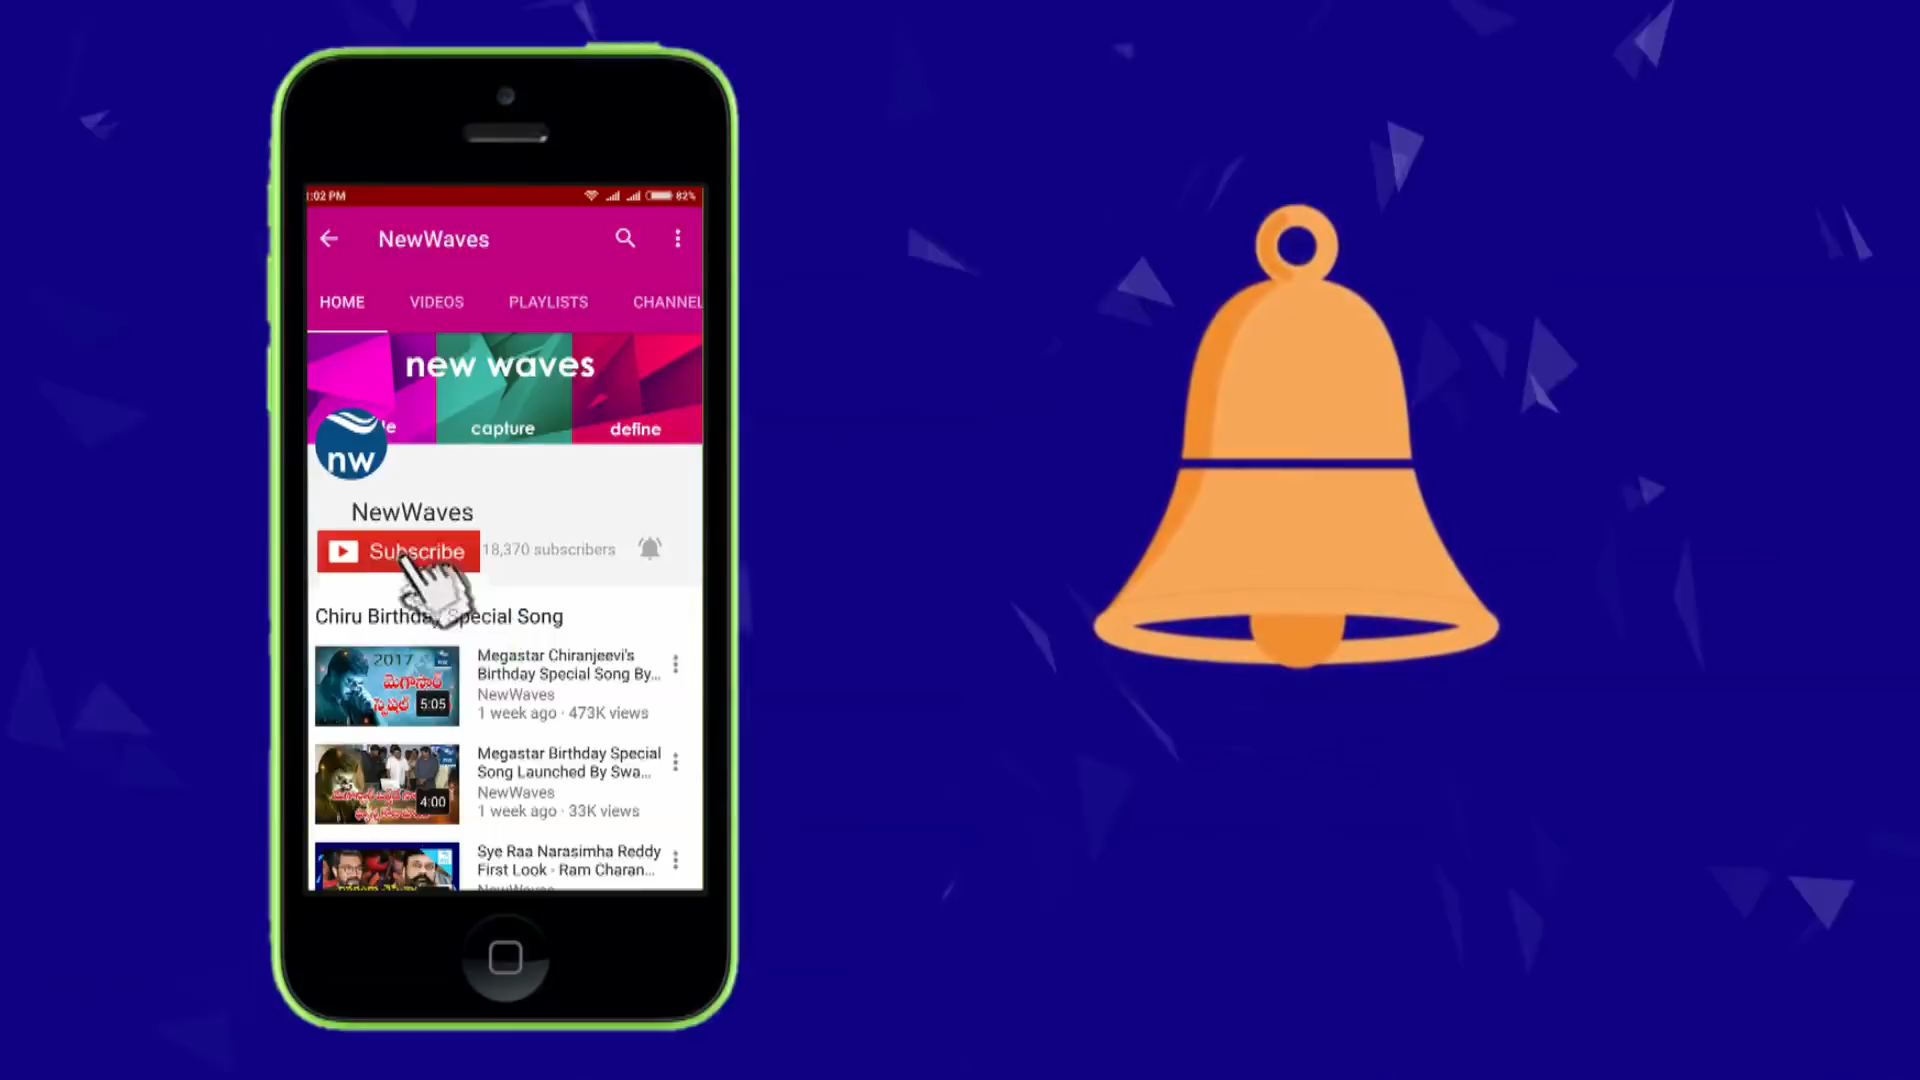 1:02 PM
82%
NewWaves
HOME VIDEOS PLAYLISTS CHANNEL
new waves
capture define
nw
NewWaves
Subscribe 18,370 subscribers
Chiru Birthday Special Song
2017
మెగాస్టార్
స్పెషల్
5:05
Megastar Chiranjeevi's
Birthday Special Song By...
NewWaves
1 week ago · 473K views
4:00
Megastar Birthday Special
Song Launched By Swa...
NewWaves
1 week ago · 33K views
Sye Raa Narasimha Reddy
First Look - Ram Charan...
NewWaves